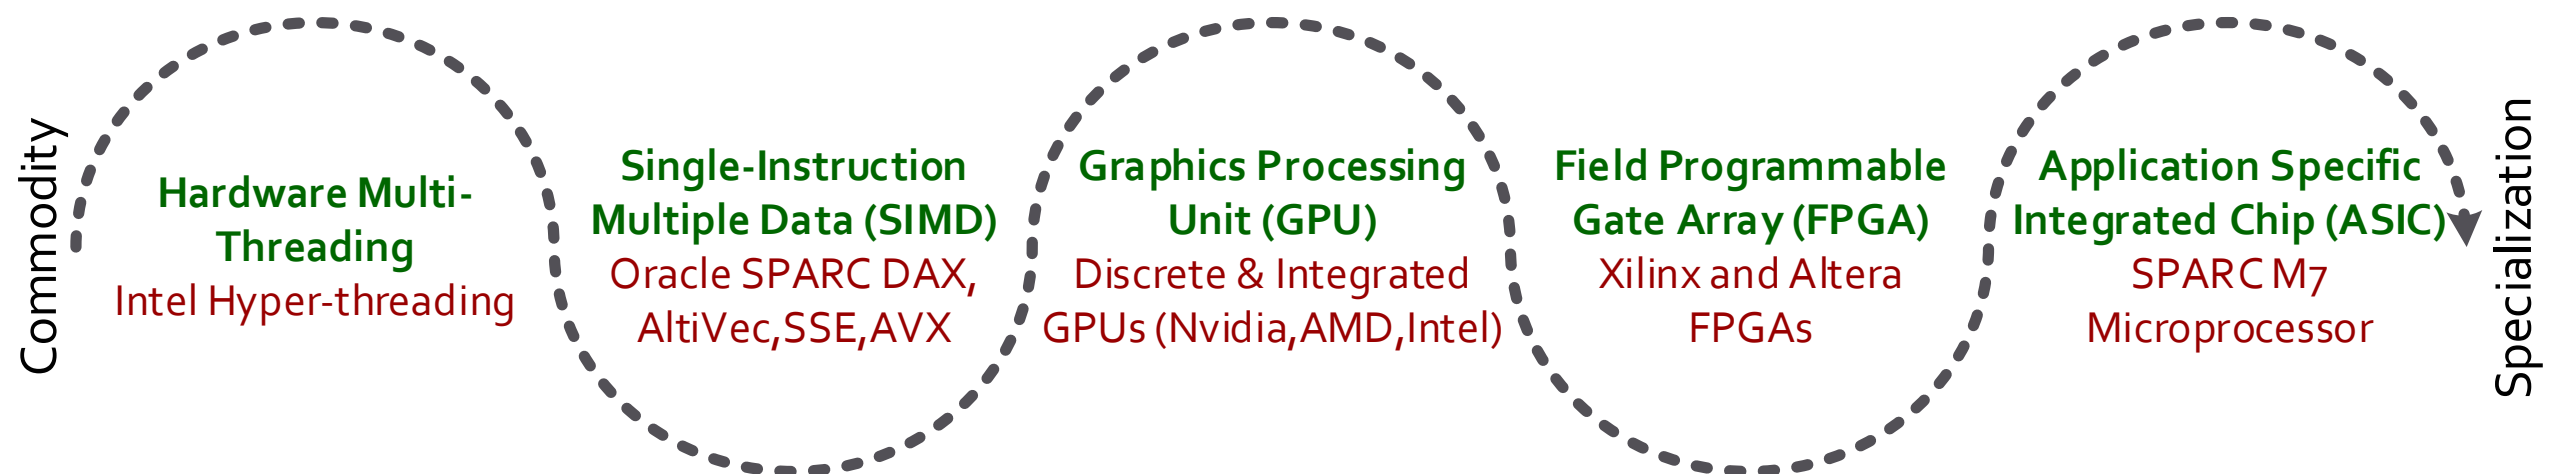 Commodity
Hardware Multi-
Threading
Intel Hyper-threading
Single-Instruction
Multiple Data (SIMD)
Oracle SPARC DAX,
AltiVec,SSE,AVX
Graphics Processing
Unit (GPU)
Discrete & Integrated
GPUs (Nvidia,AMD,Intel)
Field Programmable
Gate Array (FPGA)
Xilinx and Altera
FPGAs
Application Specific
Integrated Chip (ASIC)
SPARC M7
Microprocessor
Specialization